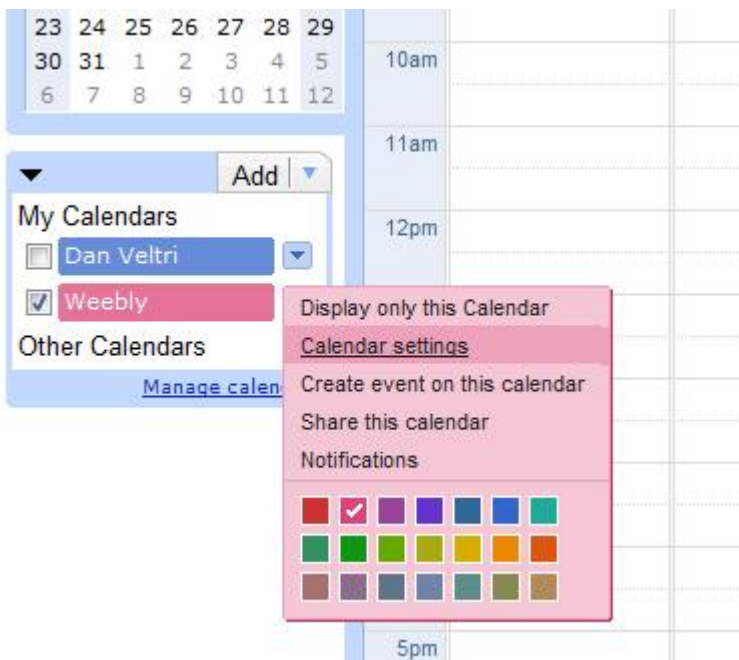 23 24 25 26 27 28 29
30 31 1 2 3 4 5
6 7 8 9 10 11 12
Add
My Calendars
Dan Veltri
Weebly
Other Calendars
Manage calen
10am
11am
12pm
Display only this Calendar
Calendar settings
Create event on this calendar
Share this calendar
Notifications
5pm